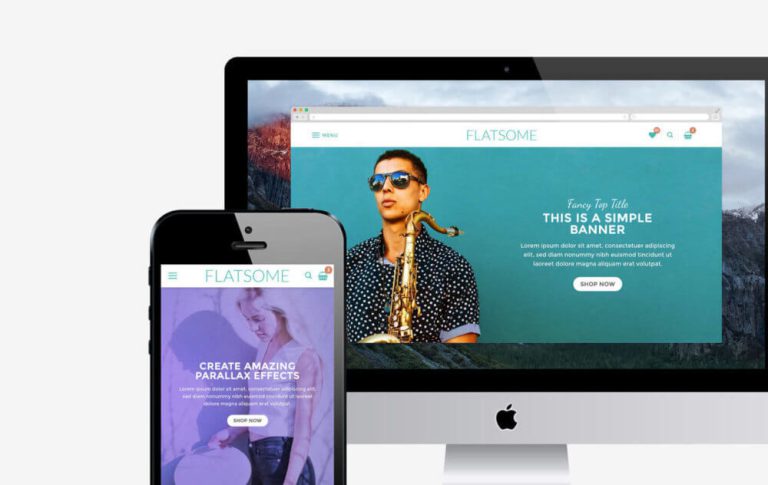 MENU
FLATSOME
Fancy Top Title
THIS IS A SIMPLE
BANNER
Lorem ipsum dolor sit amet, consectetuer adipiscing
elit, sed diam nonummy nibh euismod tincidunt ut
laoreet dolore magna aliquam erat volutpat.
SHOP NOW
FLATSOME
CREATE AMAZING
PARALLAX EFFECTS
Lorem ipsum dolor sit amet, consectetuer adipiscing
elit, sed diam nonummy nibh euismod tincidunt ut laoreet
dolore magna aliquam erat volutpat.
SHOP NOW